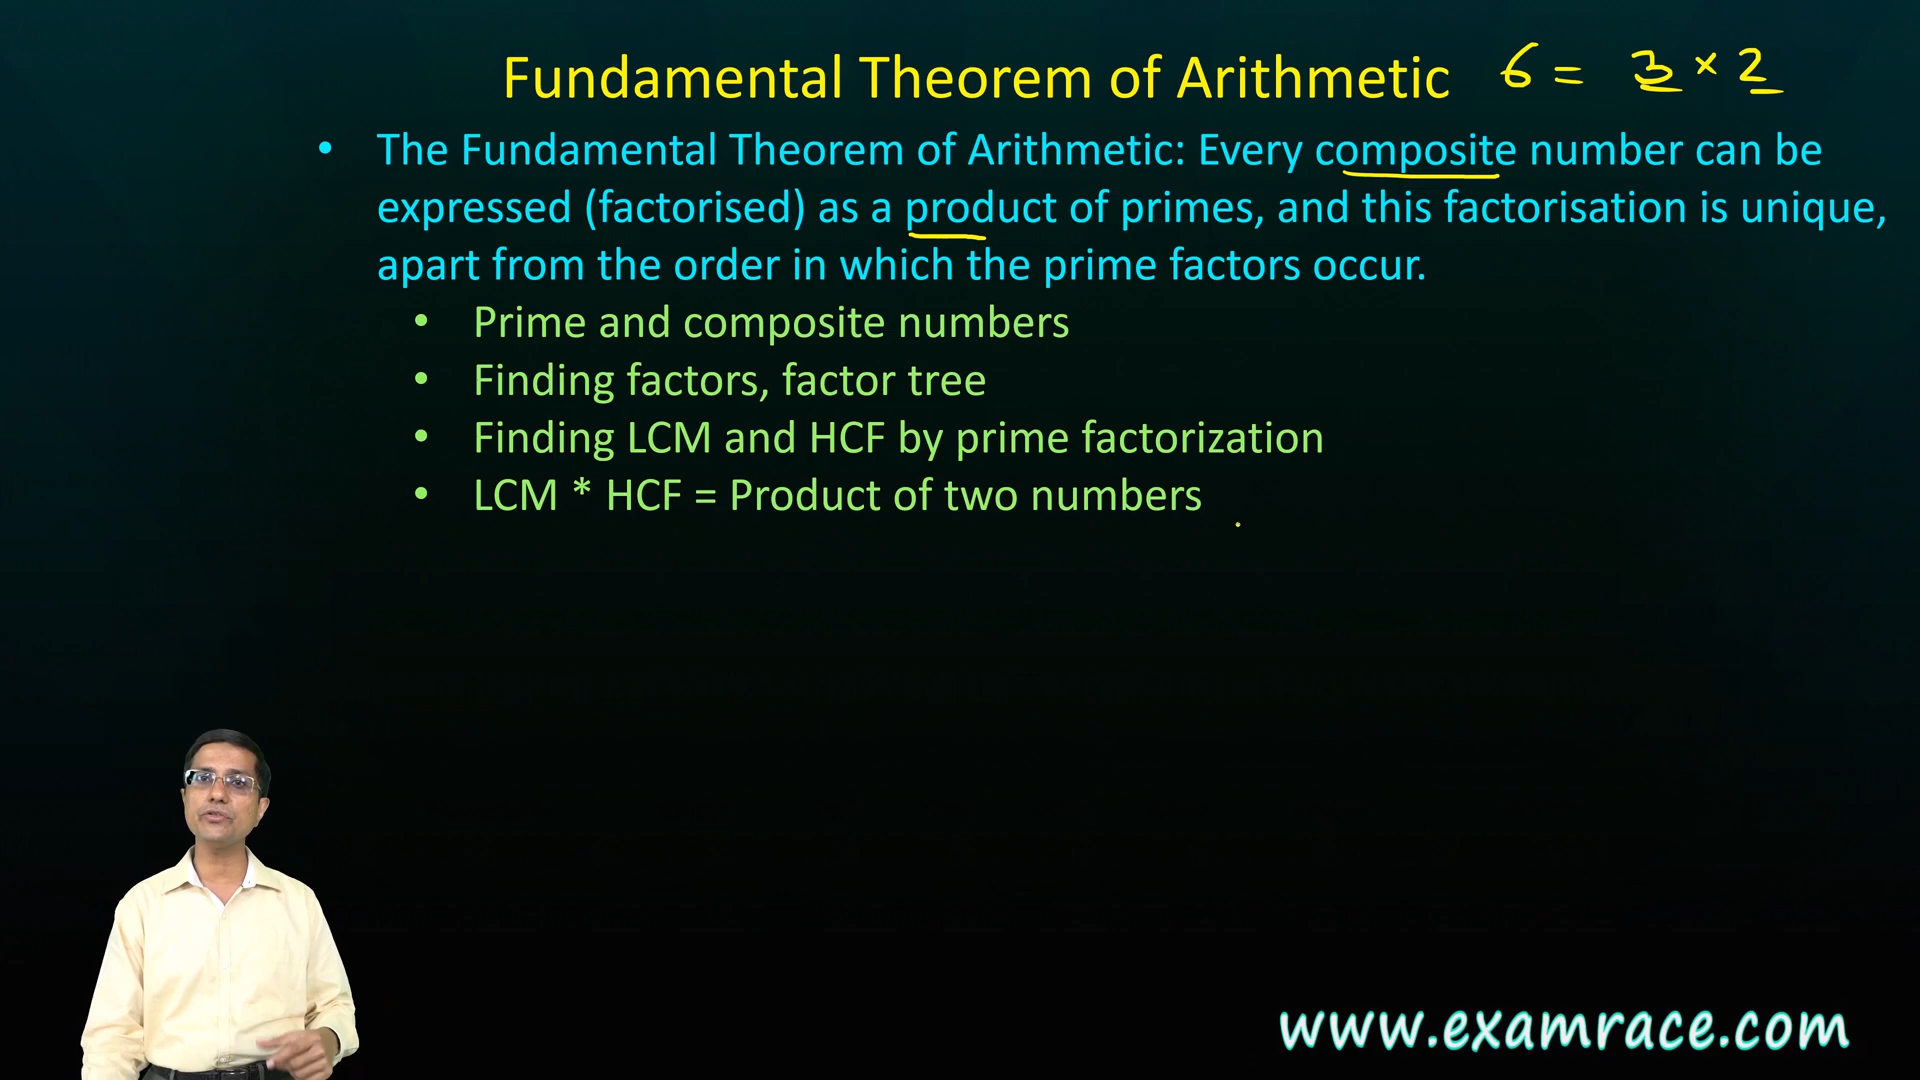 Fundamental Theorem of Arithmetic 6 = 3 × 2
• The Fundamental Theorem of Arithmetic: Every composite number can be
expressed (factorised) as a product of primes, and this factorisation is unique,
apart from the order in which the prime factors occur.
• Prime and composite numbers
• Finding factors, factor tree
• Finding LCM and HCF by prime factorization
• LCM * HCF = Product of two numbers
www.examrace.com